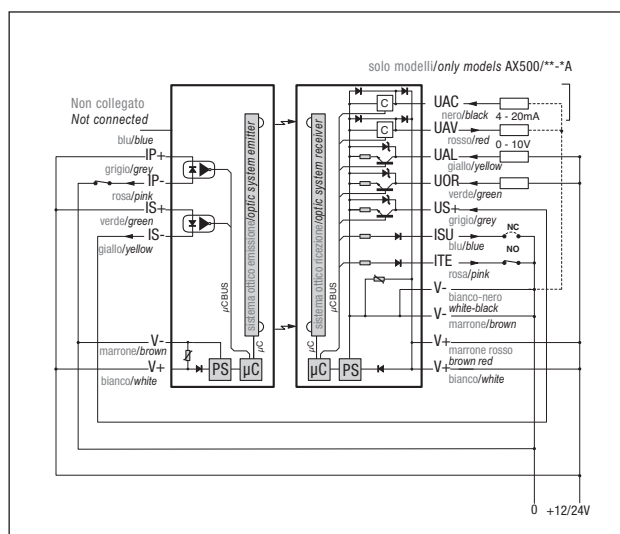 solo modelli/only models AX500/**-*A
Non collegato
Not connected
blu/blue
IP+
grigio/grey
IP-
rosa/pink
IS+
verde/green
IS-
giallo/yellow
V-
marrone/brown
V+
bianco/white
sistema ottico emissione/optic system emitter
µCBUS
µC
PS
µC
sistema ottico ricezione/optic system receiver
µCBUS
µC
µC
PS
C
C
UAC
nero/black
4 - 20mA
UAV
rosso/red
0 - 10V
UAL
giallo/yellow
UOR
verde/green
US+
grigio/grey
ISU
NC
blu/blue
ITE
NO
rosa/pink
V-
bianco-nero
white-black
V-
marrone/brown
V+
marrone rosso
brown red
V+
bianco/white
0
+12/24V